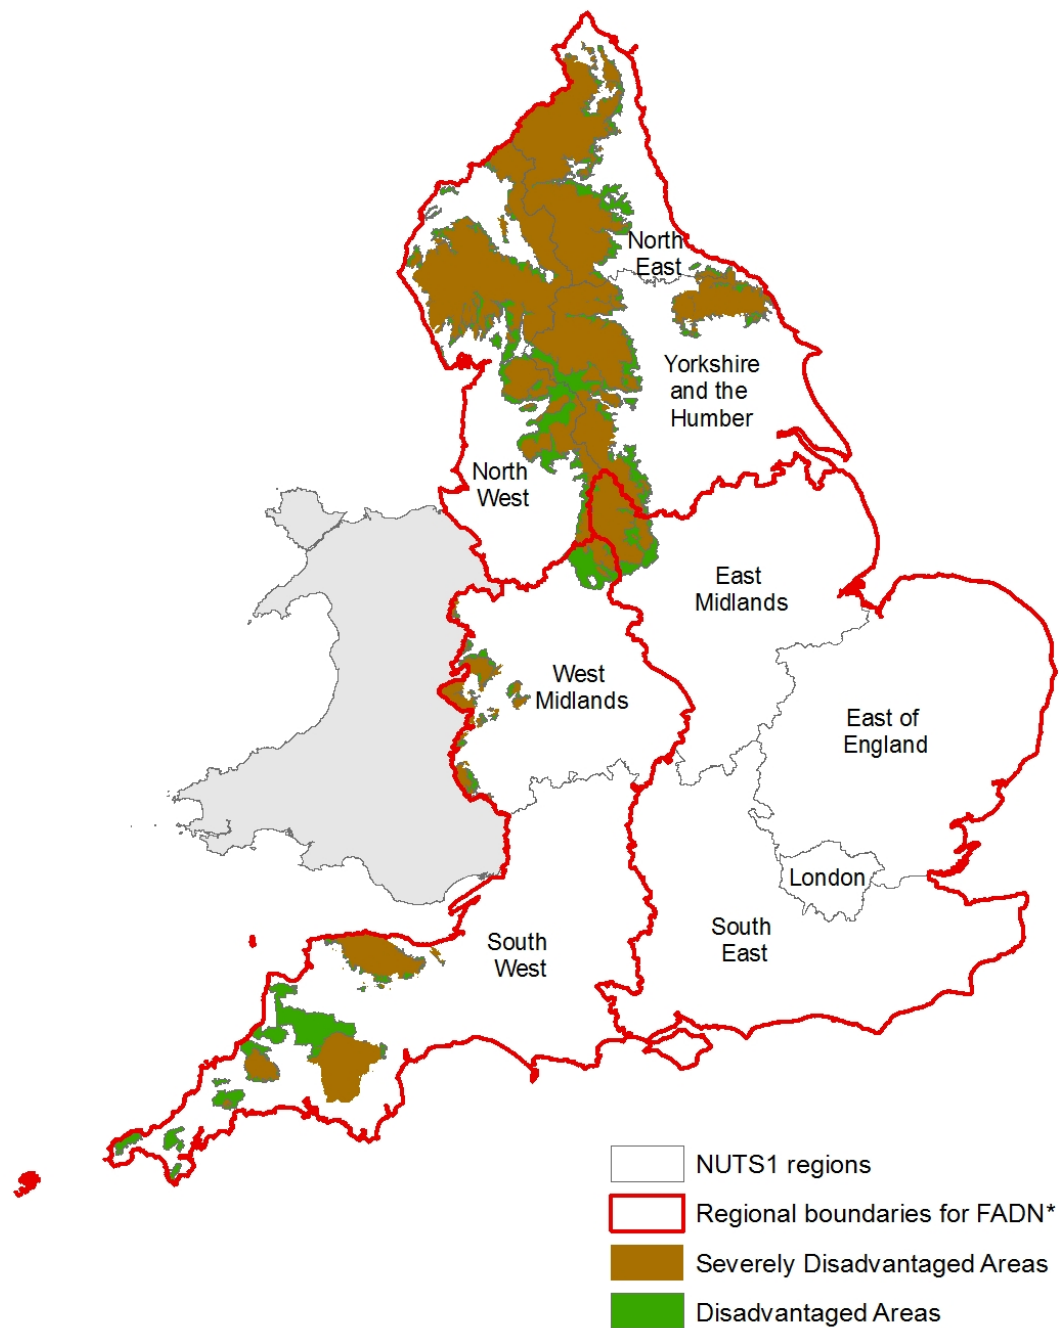 North
East
Yorkshire
and the
Humber
North
West
East
Midlands
West
Midlands
East of
England
London
South
East
South
West
NUTS1 regions
Regional boundaries for FADN*
Severely Disadvantaged Areas
Disadvantaged Areas